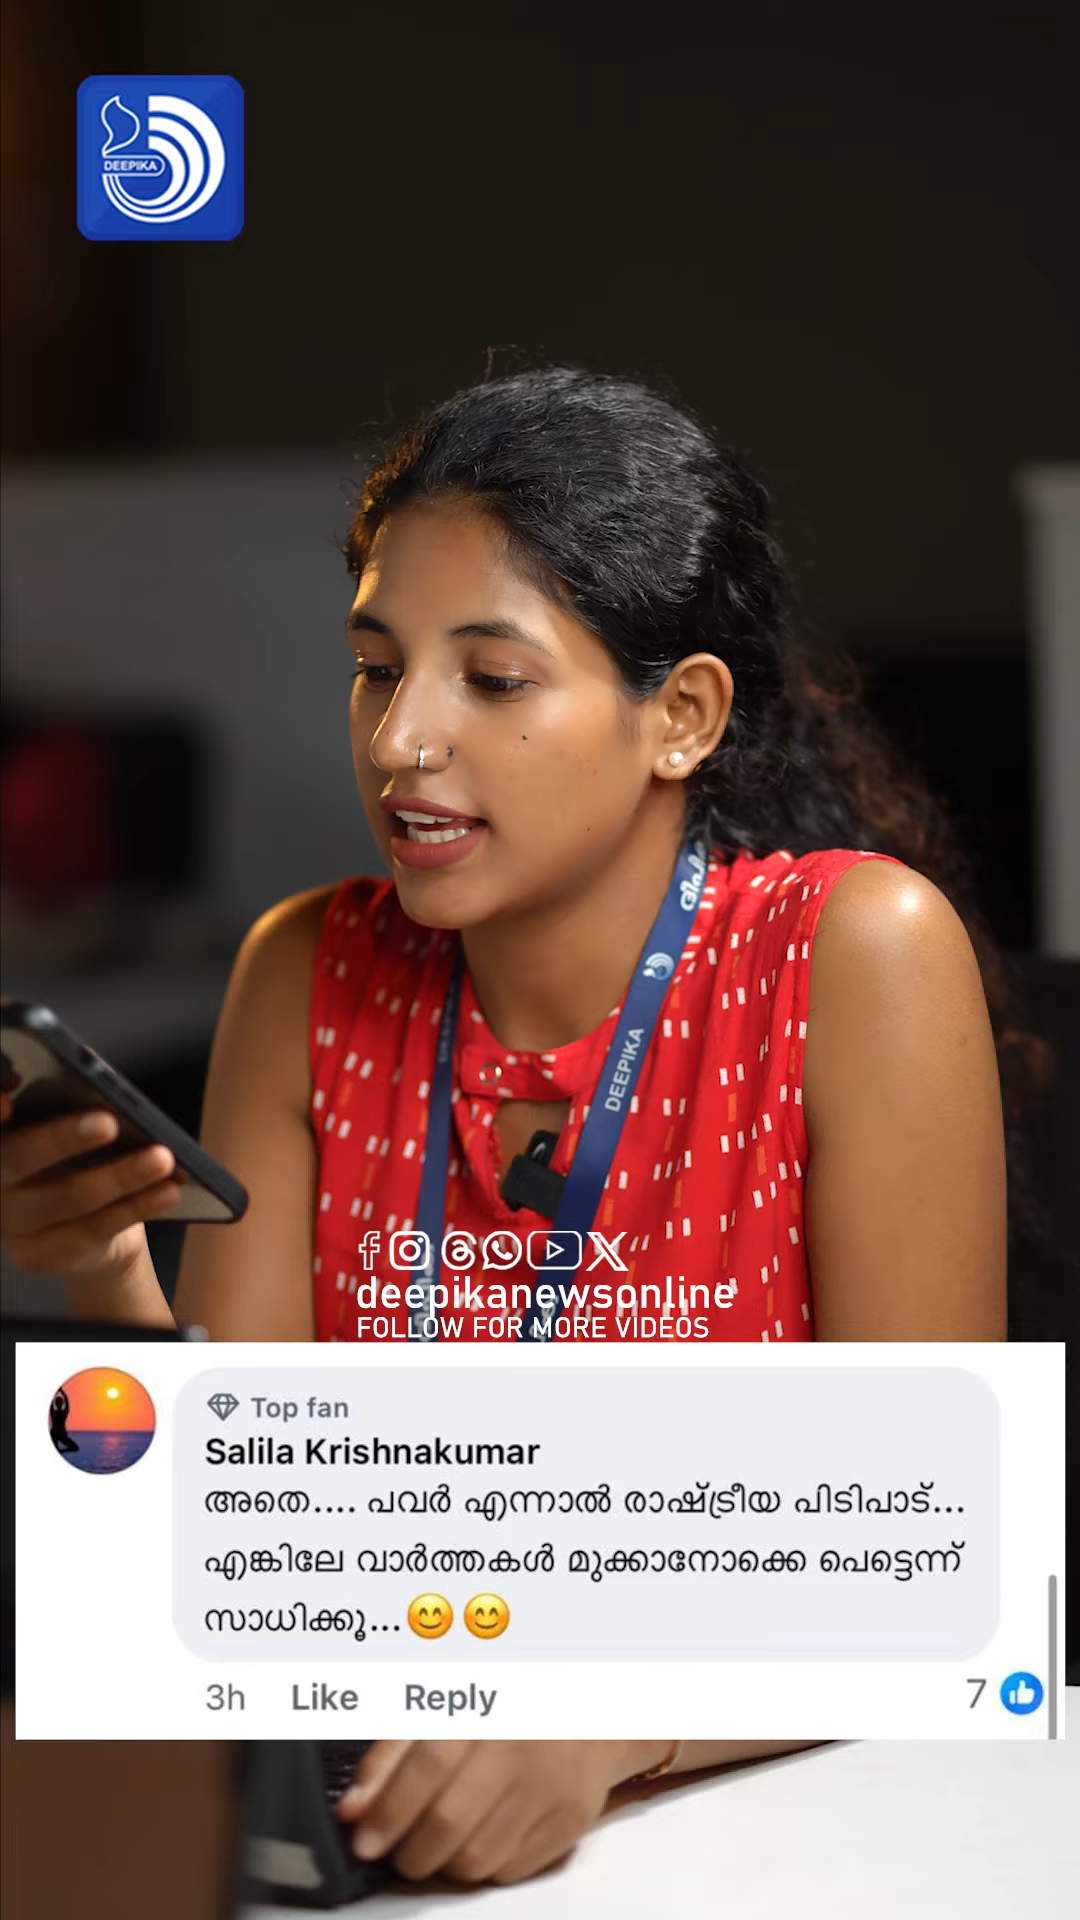 DEEPIKA
DEEPIKA
deepikanewsonline
FOLLOW FOR MORE VIDEOS
Top fan
Salila Krishnakumar
അതെ.... പവർ എന്നാൽ രാഷ്ട്രീയ പിടിപാട്...
എങ്കിലേ വാർത്തകൾ മുക്കാനോക്കെ പെട്ടെന്ന്
സാധിക്കൂ...😊😊
3h Like Reply 7